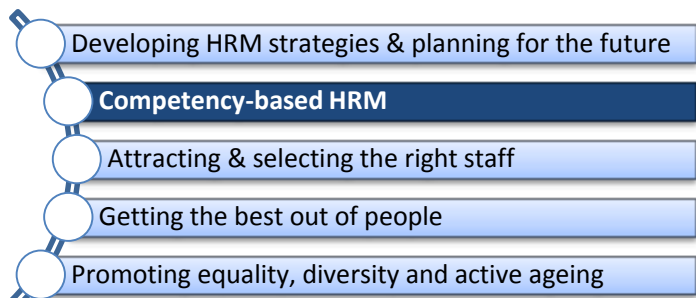 Developing HRM strategies & planning for the future
Competency-based HRM
Attracting & selecting the right staff
Getting the best out of people
Promoting equality, diversity and active ageing